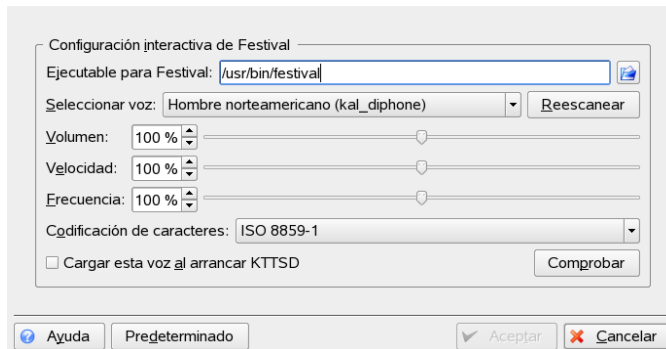 Configuración interactiva de Festival
Ejecutable para Festival: /usr/bin/festival
Seleccionar voz: Hombre norteamericano (kal_diphone) Reescanear
Volumen: 100 %
Velocidad: 100 %
Frecuencia: 100 %
Codificación de caracteres: ISO 8859-1
Cargar esta voz al arrancar KTTSD Comprobar
Ayuda Predeterminado Aceptar Cancelar